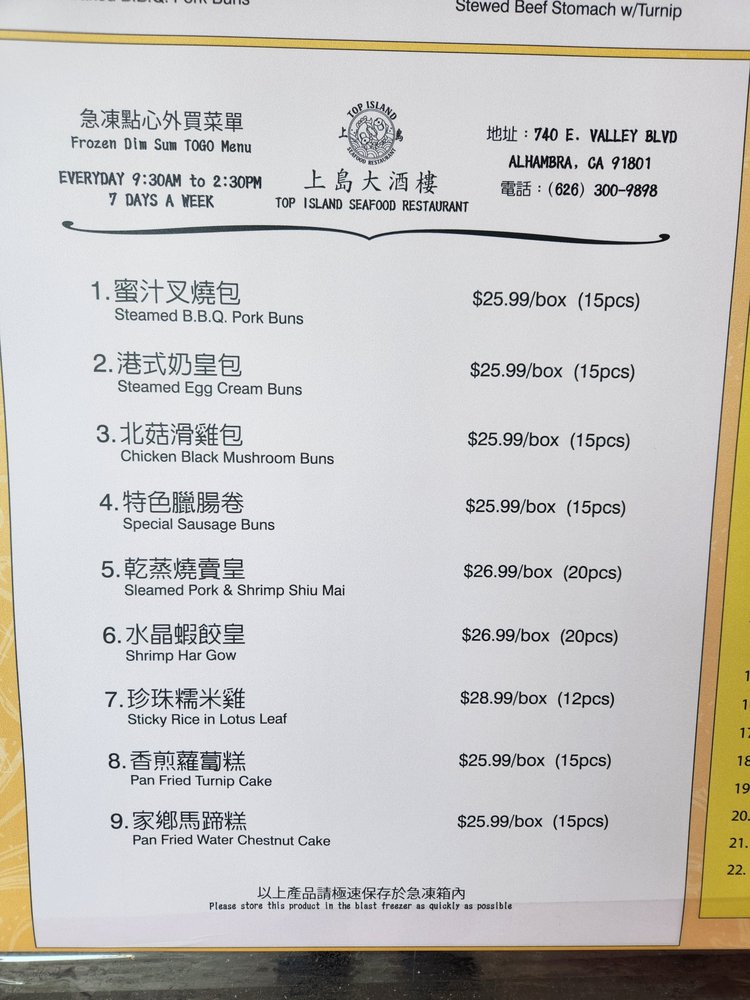 Stewed Beef Stomach w/Turnip
急凍點心外買菜單
Frozen Dim Sum TOGO Menu
EVERYDAY 9:30AM to 2:30PM
7 DAYS A WEEK
TOP ISLAND
上 島
SEAFOOD RESTAURANT
上島大酒樓
TOP ISLAND SEAFOOD RESTAURANT
地址：740 E. VALLEY BLVD
ALHAMBRA, CA 91801
電話：(626) 300-9898
1.蜜汁叉燒包 $25.99/box (15pcs)
Steamed B.B.Q. Pork Buns
2.港式奶皇包 $25.99/box (15pcs)
Steamed Egg Cream Buns
3.北菇滑雞包 $25.99/box (15pcs)
Chicken Black Mushroom Buns
4.特色臘腸卷 $25.99/box (15pcs)
Special Sausage Buns
5.乾蒸燒賣皇 $26.99/box (20pcs)
Sleamed Pork & Shrimp Shiu Mai
6.水晶蝦餃皇 $26.99/box (20pcs)
Shrimp Har Gow
7.珍珠糯米雞 $28.99/box (12pcs)
Sticky Rice in Lotus Leaf
8.香煎蘿蔔糕 $25.99/box (15pcs)
Pan Fried Turnip Cake
9.家鄉馬蹄糕 $25.99/box (15pcs)
Pan Fried Water Chestnut Cake
以上產品請極速保存於急凍箱內
Please store this product in the blast freezer as quickly as possible
18
19
20.
21.
22.